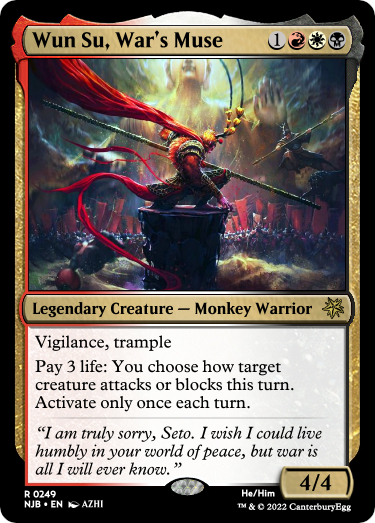 Wun Su, War's Muse 1
Legendary Creature — Monkey Warrior
Vigilance, trample
Pay 3 life: You choose how target
creature attacks or blocks this turn.
Activate only once each turn.
“I am truly sorry, Seto. I wish I could live
humbly in your world of peace, but war is
all I will ever know.”
4/4
R 0249
NJB • EN AZHI
He/Him
™ & © 2022 CanterburyEgg